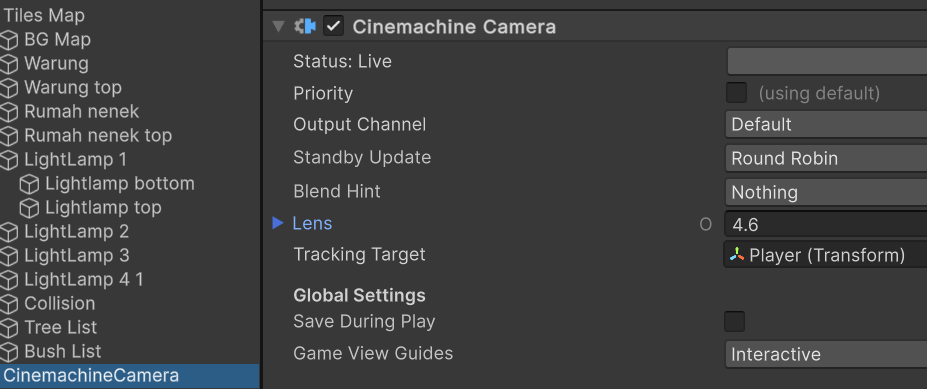 Tiles Map
BG Map
Warung
Warung top
Rumah nenek
Rumah nenek top
LightLamp 1
Lightlamp bottom
Lightlamp top
LightLamp 2
LightLamp 3
LightLamp 4 1
Collision
Tree List
Bush List
CinemachineCamera
Cinemachine Camera
Status: Live
Priority (using default)
Output Channel Default
Standby Update Round Robin
Blend Hint Nothing
Lens O 4.6
Tracking Target Player (Transform)
Global Settings
Save During Play
Game View Guides Interactive